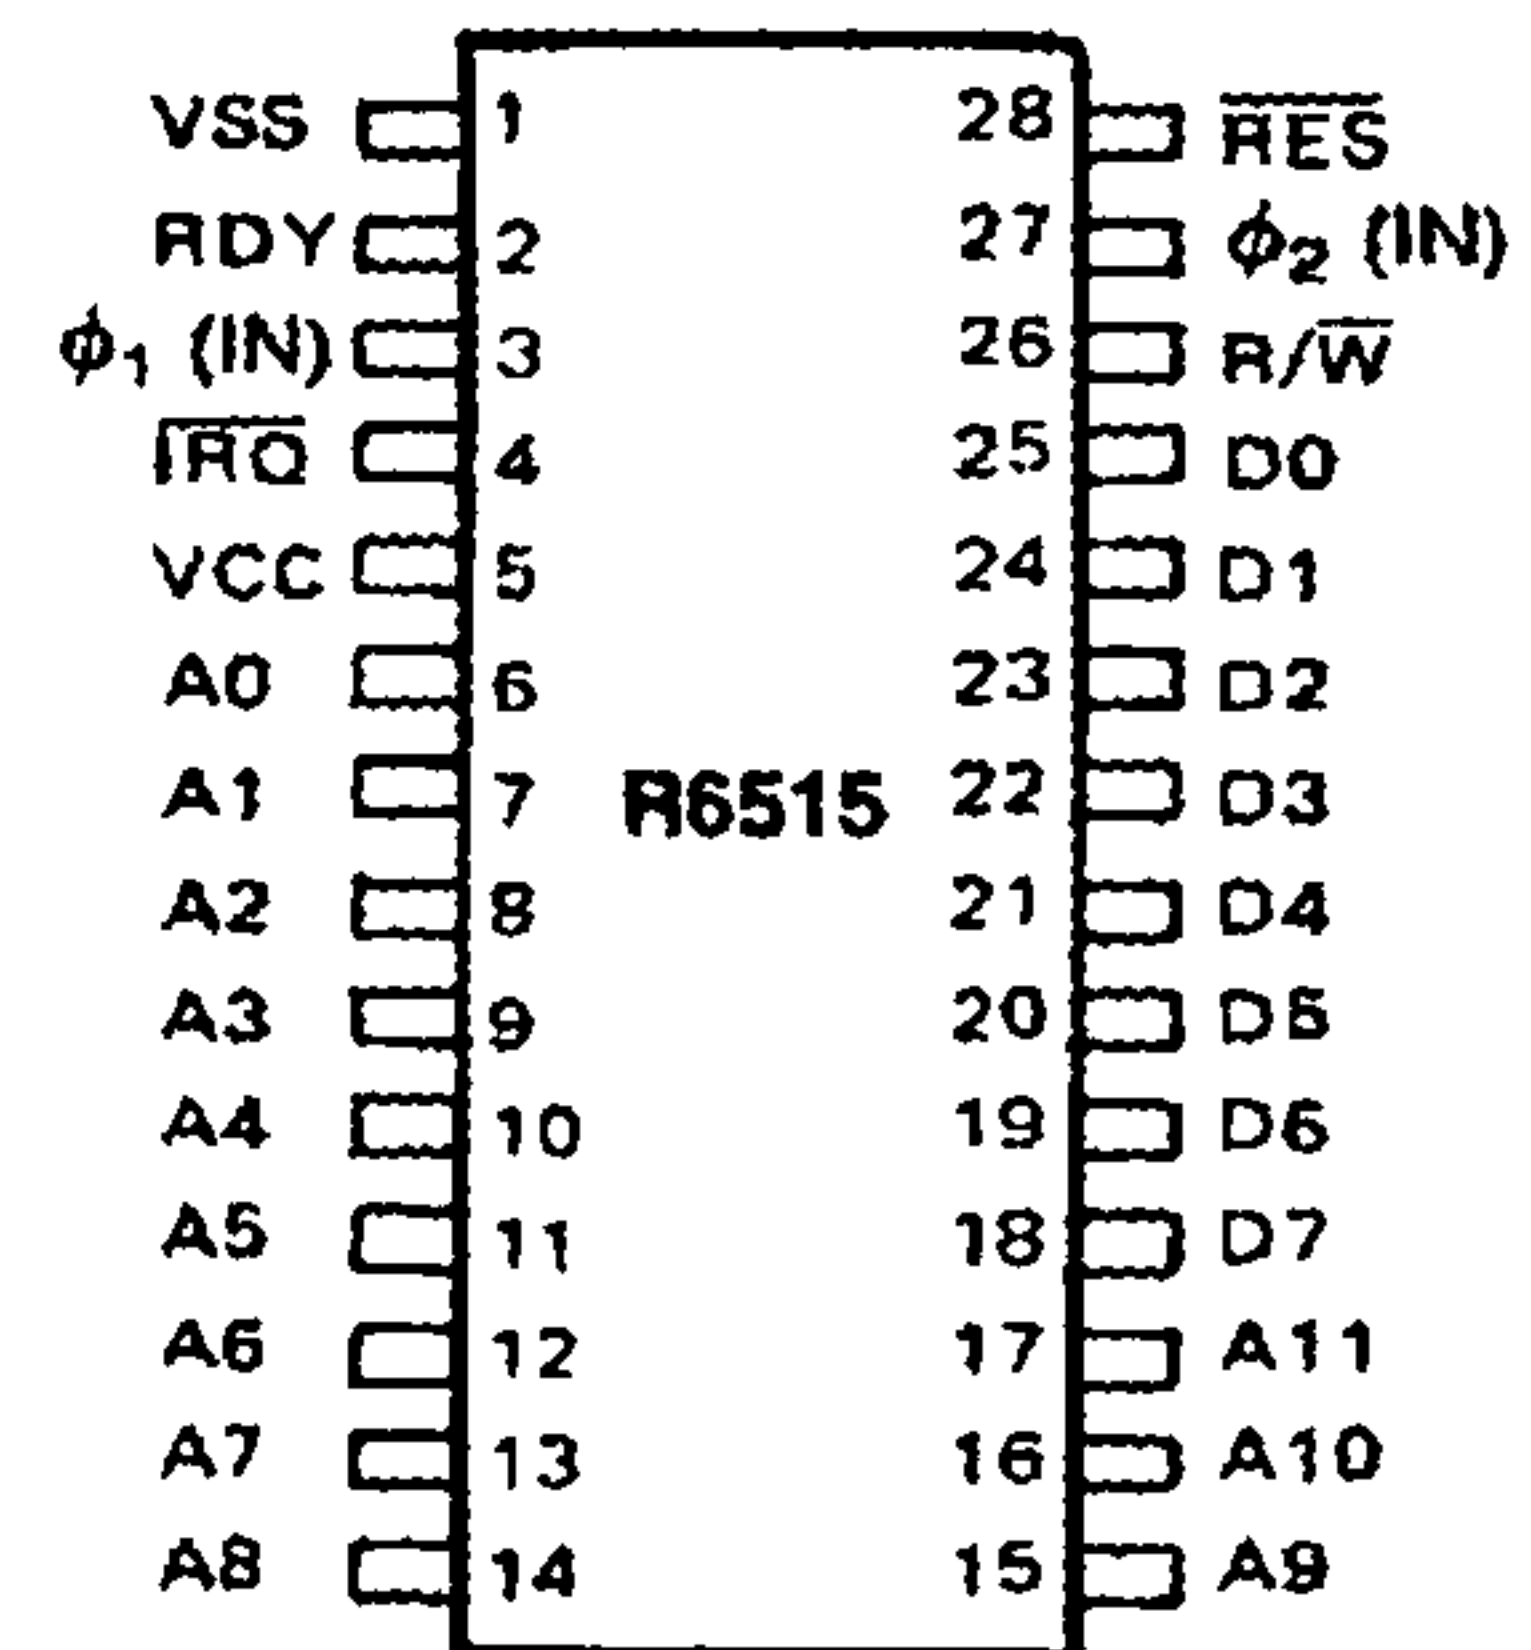 VSS 1 28 R̅E̅S̅
RDY 2 27 ϕ₂ (IN)
ϕ₁ (IN) 3 26 R/W̅
I̅R̅Q̅ 4 25 D0
VCC 5 24 D1
A0 6 23 D2
A1 7 R6515 22 D3
A2 8 21 D4
A3 9 20 D5
A4 10 19 D6
A5 11 18 D7
A6 12 17 A11
A7 13 16 A10
A8 14 15 A9